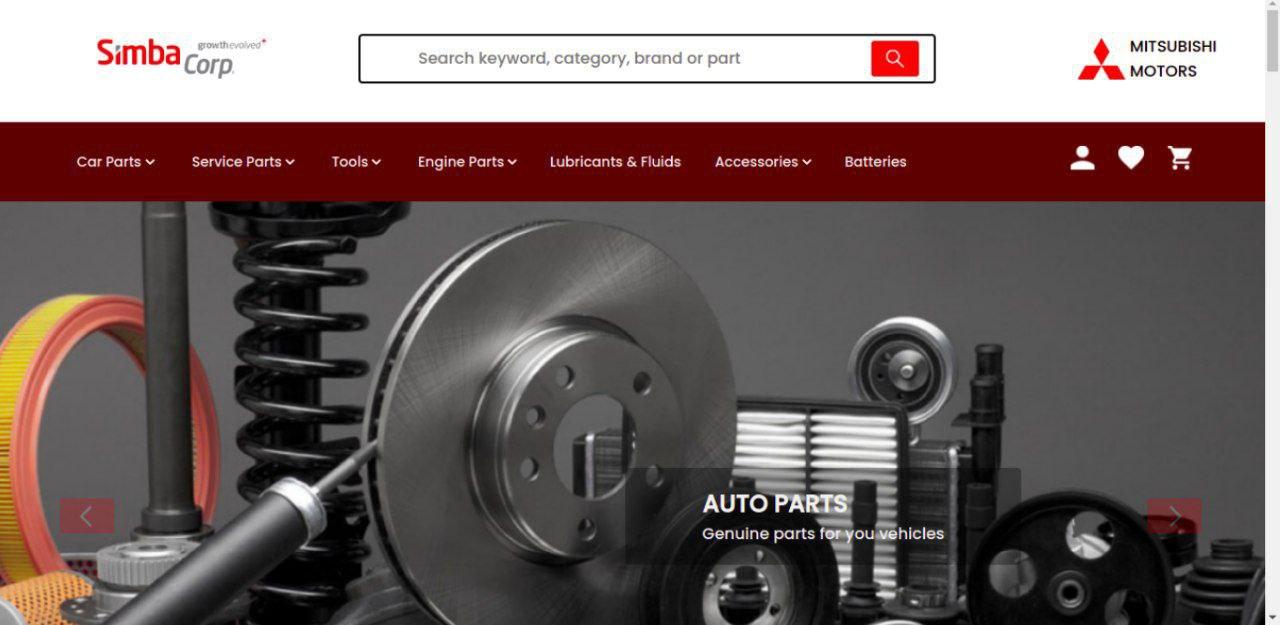 Simba
growthevolved
Corp.
Search keyword, category, brand or part
MITSUBISHI
MOTORS
Car Parts
Service Parts
Tools
Engine Parts
Lubricants & Fluids
Accessories
Batteries
AUTO PARTS
Genuine parts for you vehicles